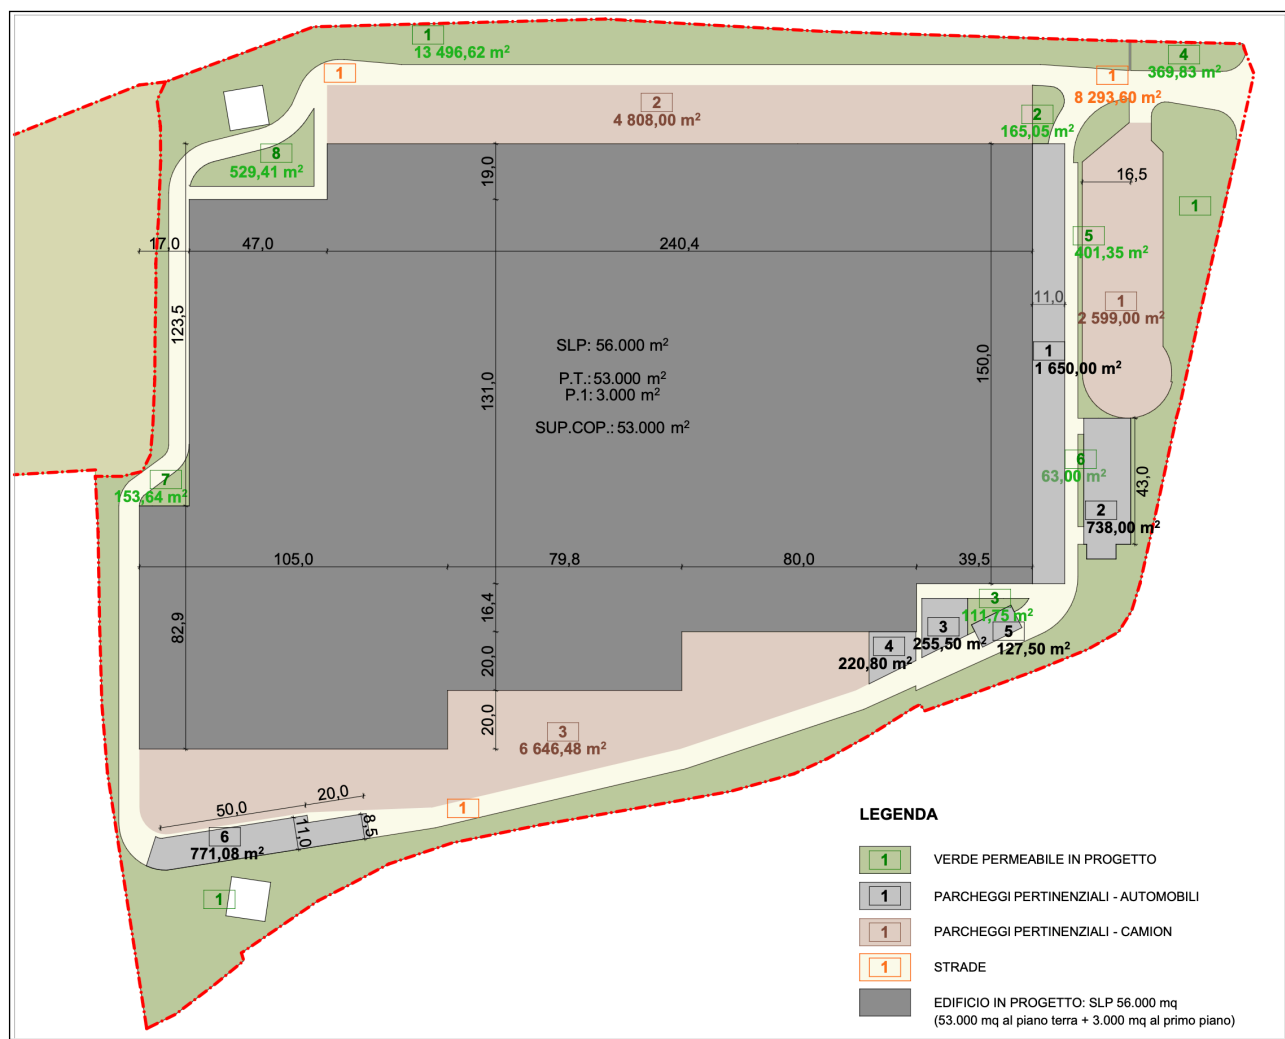 1
13 496,62 m²
4
369,83 m²
1
1
8 293,60 m²
2
4 808,00 m²
2
165,05 m²
8
529,41 m²
19,0
16,5
1
17,0
47,0
240,4
5
401,35 m²
11,0
1
2 599,00 m²
123,5
SLP: 56.000 m²
P.T.: 53.000 m²
P.1: 3.000 m²
SUP.COP.: 53.000 m²
131,0
150,0
1
1 650,00 m²
7
153,64 m²
6
63,00 m²
43,0
2
738,00 m²
105,0
79,8
80,0
39,5
16,4
82,9
3
111,75 m²
3
255,50 m²
5
127,50 m²
4
220,80 m²
20,0
20,0
3
6 646,48 m²
50,0
20,0
11,0
8,5
1
6
771,08 m²
1
LEGENDA
1 VERDE PERMEABILE IN PROGETTO
1 PARCHEGGI PERTINENZIALI - AUTOMOBILI
1 PARCHEGGI PERTINENZIALI - CAMION
1 STRADE
EDIFICIO IN PROGETTO: SLP 56.000 mq
(53.000 mq al piano terra + 3.000 mq al primo piano)